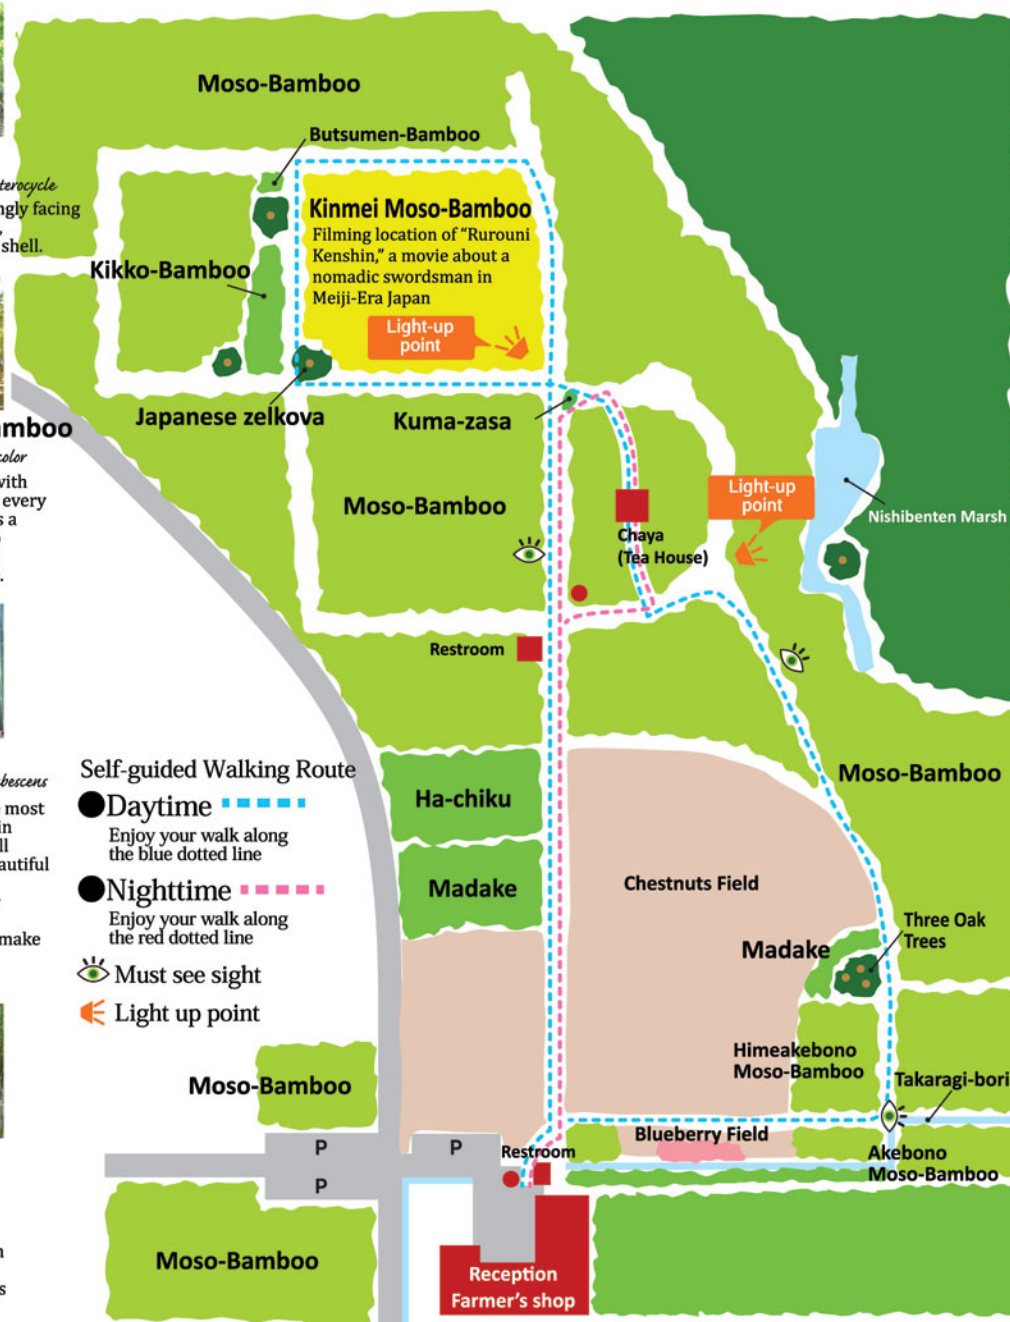 Moso-Bamboo
Butsumen-Bamboo
Kinmei Moso-Bamboo
Filming location of “Rurouni
Kenshin,” a movie about a
nomadic swordsman in
Meiji-Era Japan
Light-up
point
Kikko-Bamboo
shell.
Japanese zelkova
Kuma-zasa
Moso-Bamboo
Light-up
point
Nishibenten Marsh
Chaya
(Tea House)
Restroom
every
Self-guided Walking Route
Daytime
Enjoy your walk along
the blue dotted line
Nighttime
Enjoy your walk along
the red dotted line
Must see sight
Light up point
most
make
Ha-chiku
Madake
Moso-Bamboo
Chestnuts Field
Three Oak
Trees
Madake
Himeakebono
Moso-Bamboo
Takaragi-bori
Moso-Bamboo
Blueberry Field
Akebono
Moso-Bamboo
P
P
P
Restroom
Moso-Bamboo
Reception
Farmer’s shop